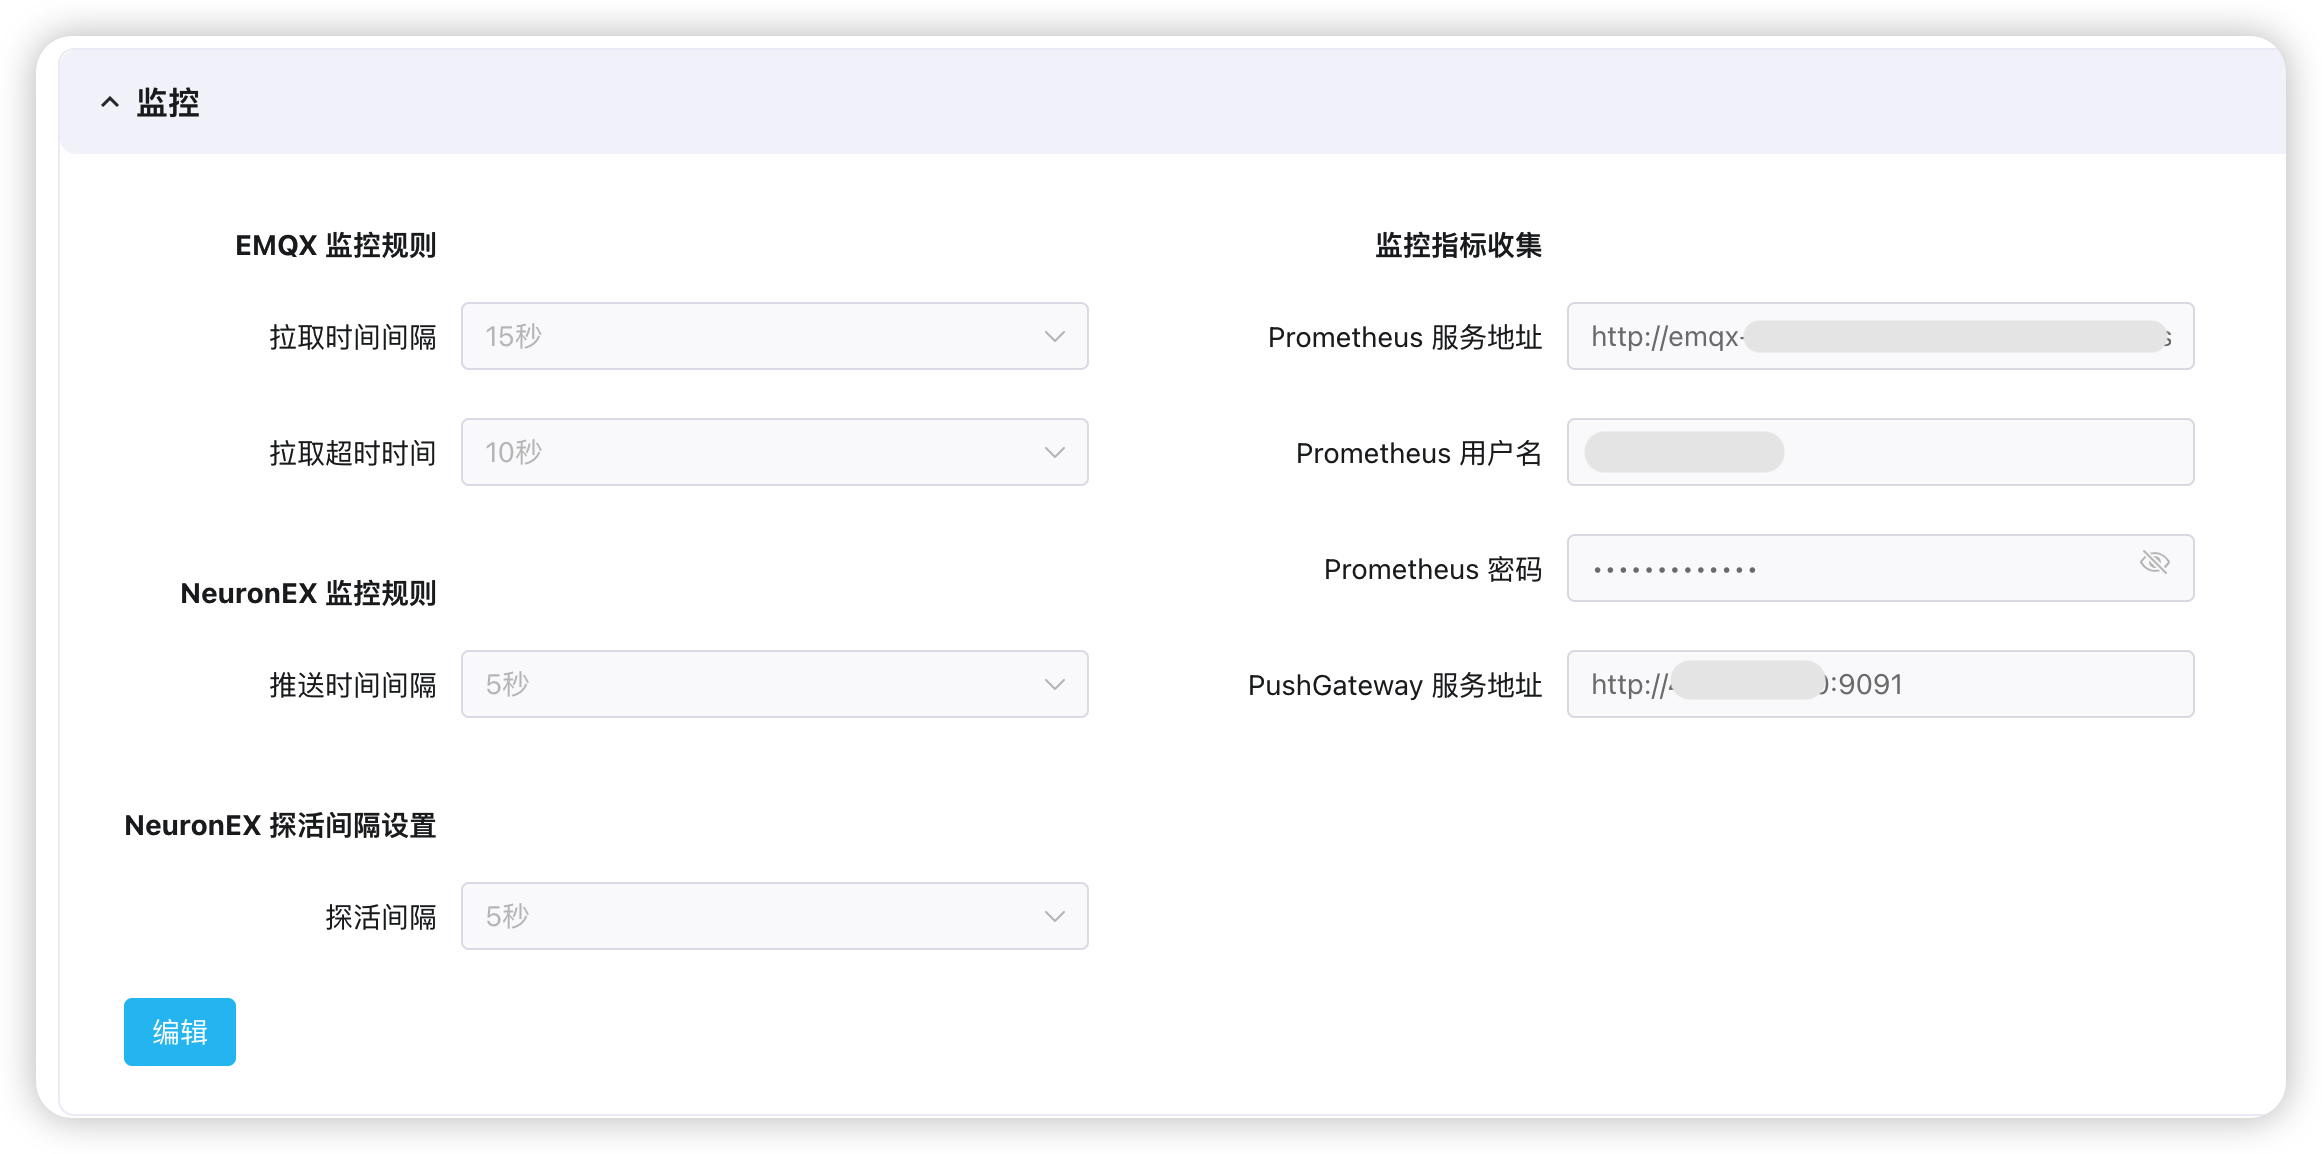 监控
EMQX 监控规则
拉取时间间隔 15秒
拉取超时时间 10秒
NeuronEX 监控规则
推送时间间隔 5秒
NeuronEX 探活间隔设置
探活间隔 5秒
监控指标收集
Prometheus 服务地址 http://emqx-
Prometheus 用户名
Prometheus 密码 •••••••••••••
PushGateway 服务地址 http:// :9091
编辑